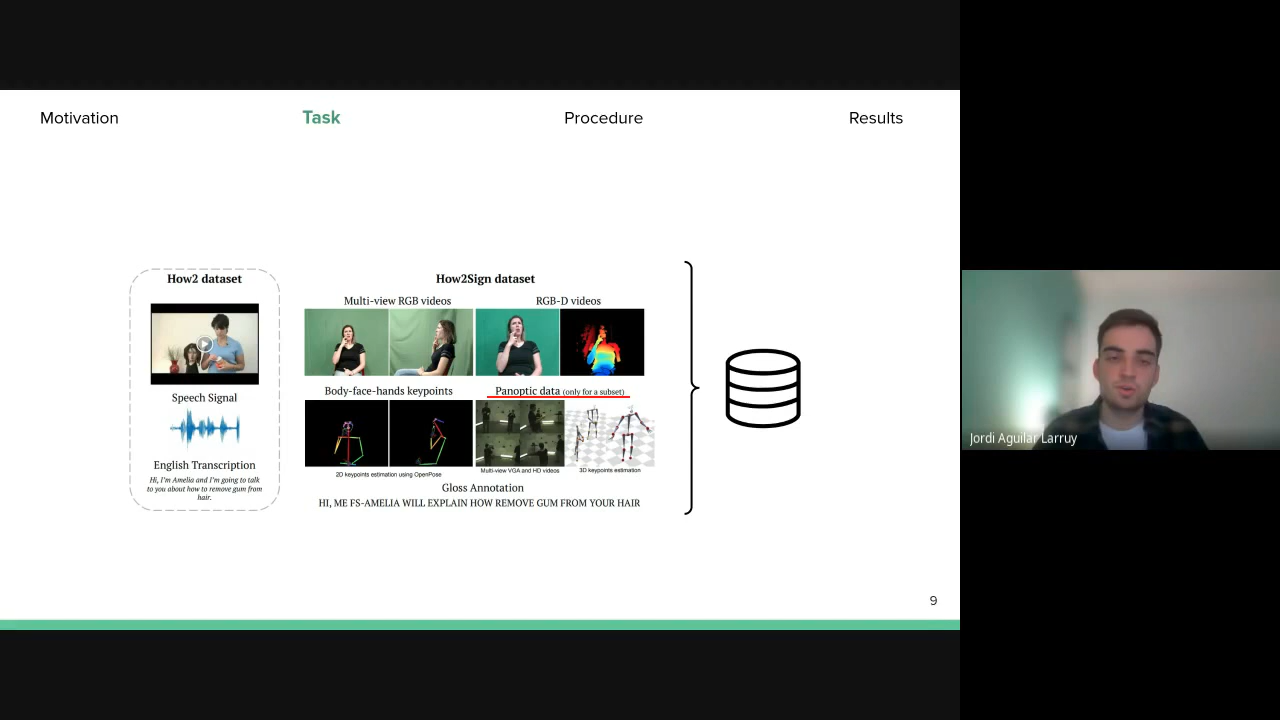 Motivation
Task
Procedure
Results
How2 dataset
Speech Signal
English Transcription
Hi, I'm Amelia and I'm going to talk
to you about how to remove gum from
hair.
How2Sign dataset
Multi-view RGB videos
RGB-D videos
Body-face-hands keypoints
Panoptic data (only for a subset)
2D keypoints estimation using OpenPose
Multi-view VGA and HD videos
3D keypoints estimation
Gloss Annotation
HI, ME FS-AMELIA WILL EXPLAIN HOW REMOVE GUM FROM YOUR HAIR
9
Jordi Aguilar Larruy